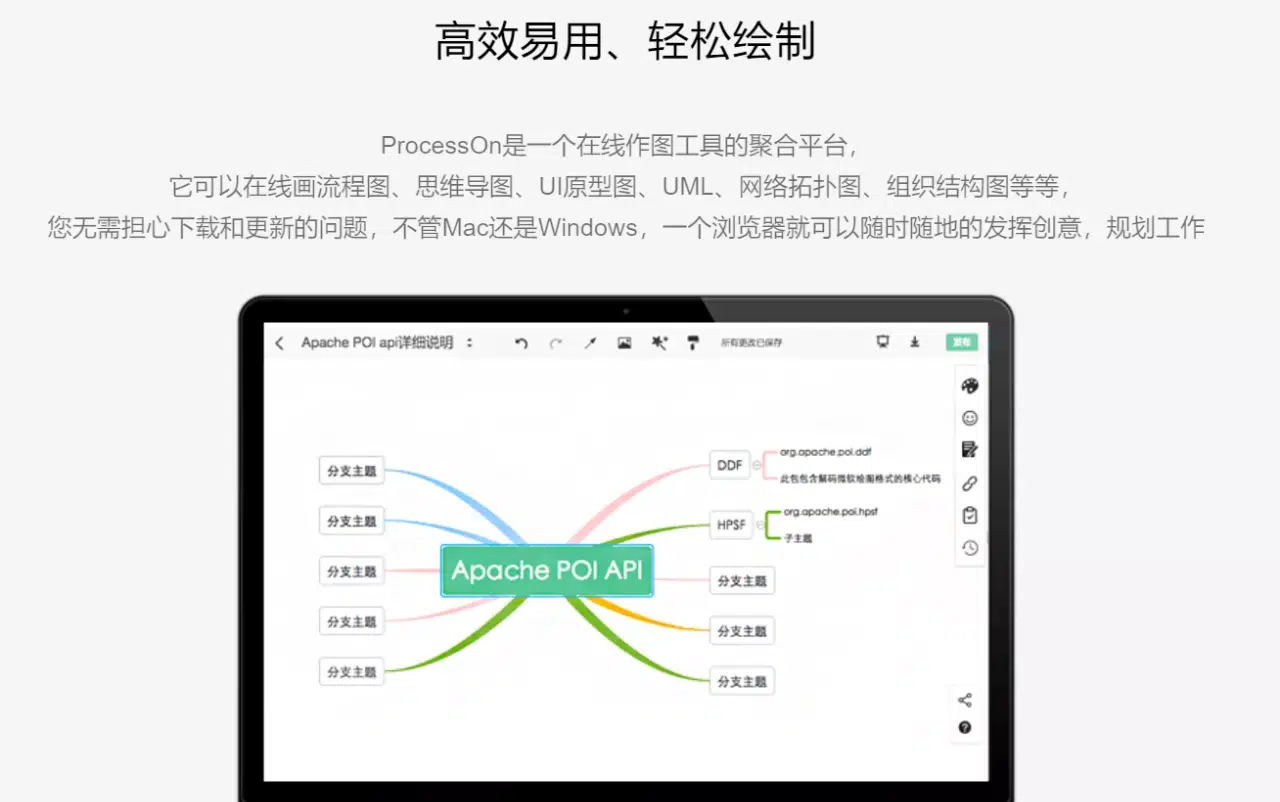 高效易用、轻松绘制
ProcessOn是一个在线作图工具的聚合平台，
它可以在线画流程图、思维导图、UI原型图、UML、网络拓扑图、组织结构图等等，
您无需担心下载和更新的问题，不管Mac还是Windows，一个浏览器就可以随时随地的发挥创意，规划工作
Apache POI api详细说明
所有更改已保存
发布
分支主题
分支主题
分支主题
分支主题
分支主题
Apache POI API
DDF
org.apache.poi.ddf
此包包含解码微软绘图格式的核心代码
HPSF
org.apache.poi.hpsf
子主题
分支主题
分支主题
分支主题